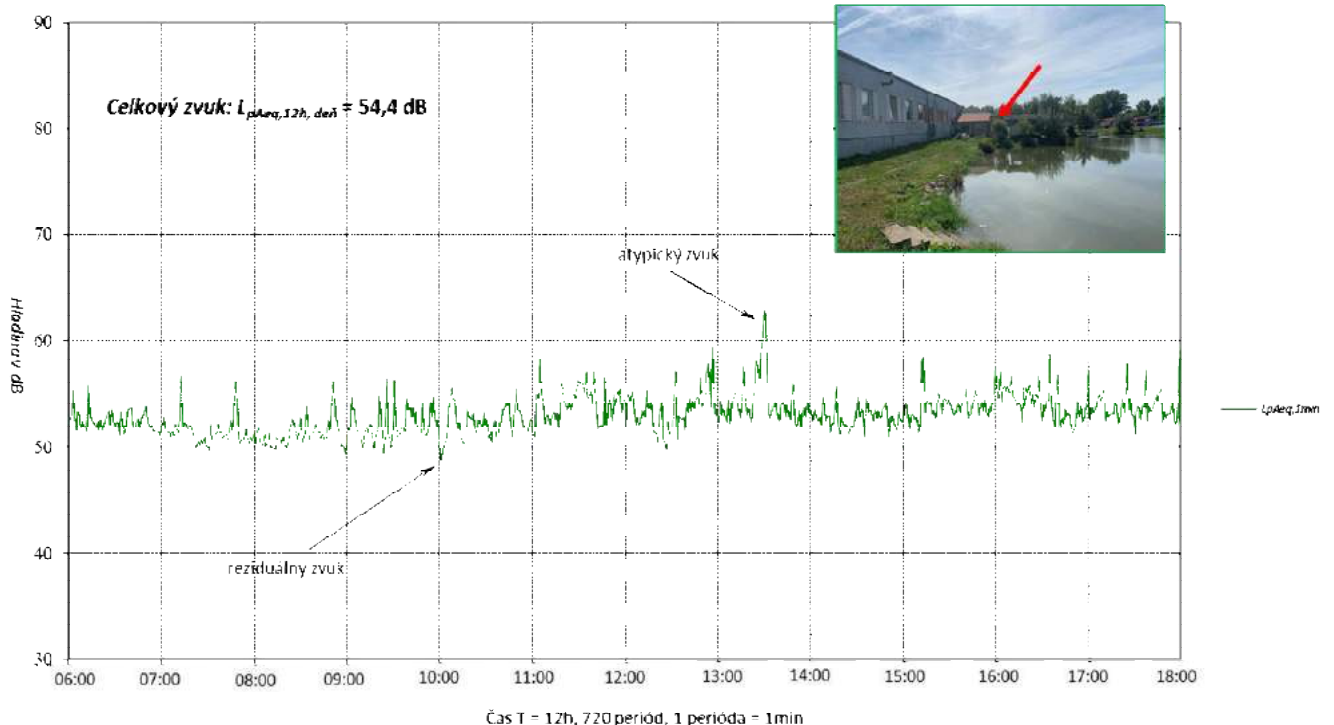 90
Celkový zvuk: LpAeq,12h, deň = 54,4 dB
80
70
atypický zvuk
Hladiny dB
60
LpAeq,1min
50
40
reziduálny zvuk
30
06:00 07:00 08:00 09:00 10:00 11:00 12:00 13:00 14:00 15:00 16:00 17:00 18:00
Čas T = 12h, 720 periód, 1 perióda = 1min